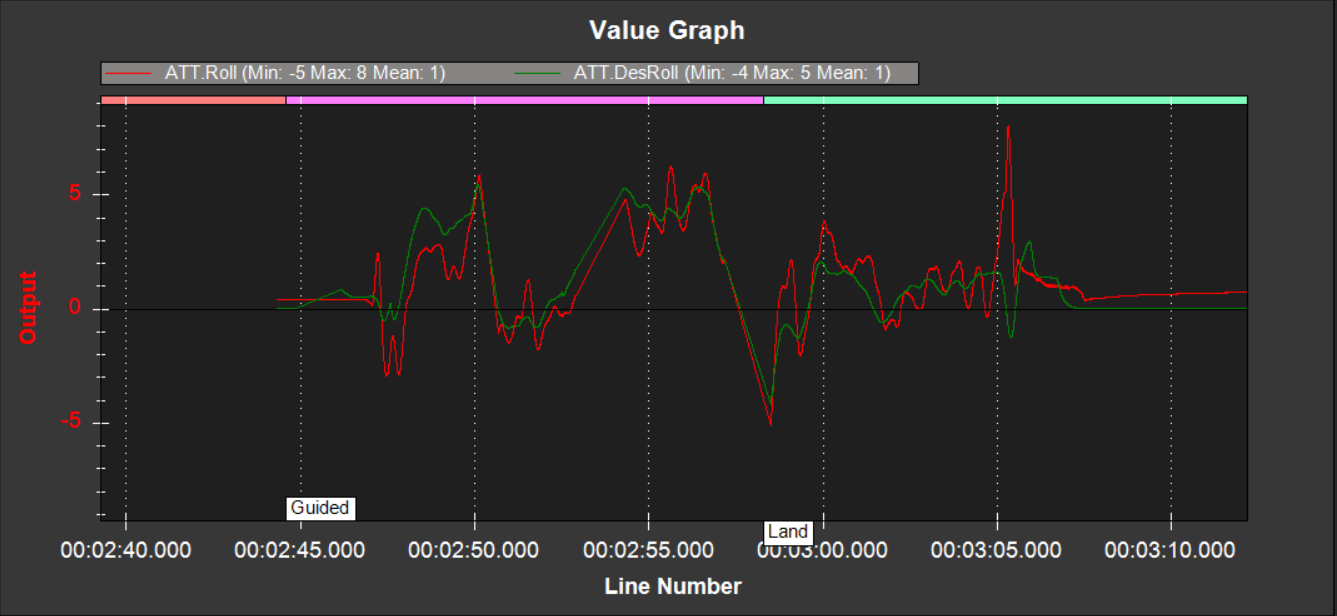 Value Graph
ATT.Roll (Min: -5 Max: 8 Mean: 1) ATT.DesRoll (Min: -4 Max: 5 Mean: 1)
5
0
-5
Output
Guided
Land
00:02:40.000 00:02:45.000 00:02:50.000 00:02:55.000 00:03:00.000 00:03:05.000 00:03:10.000
Line Number